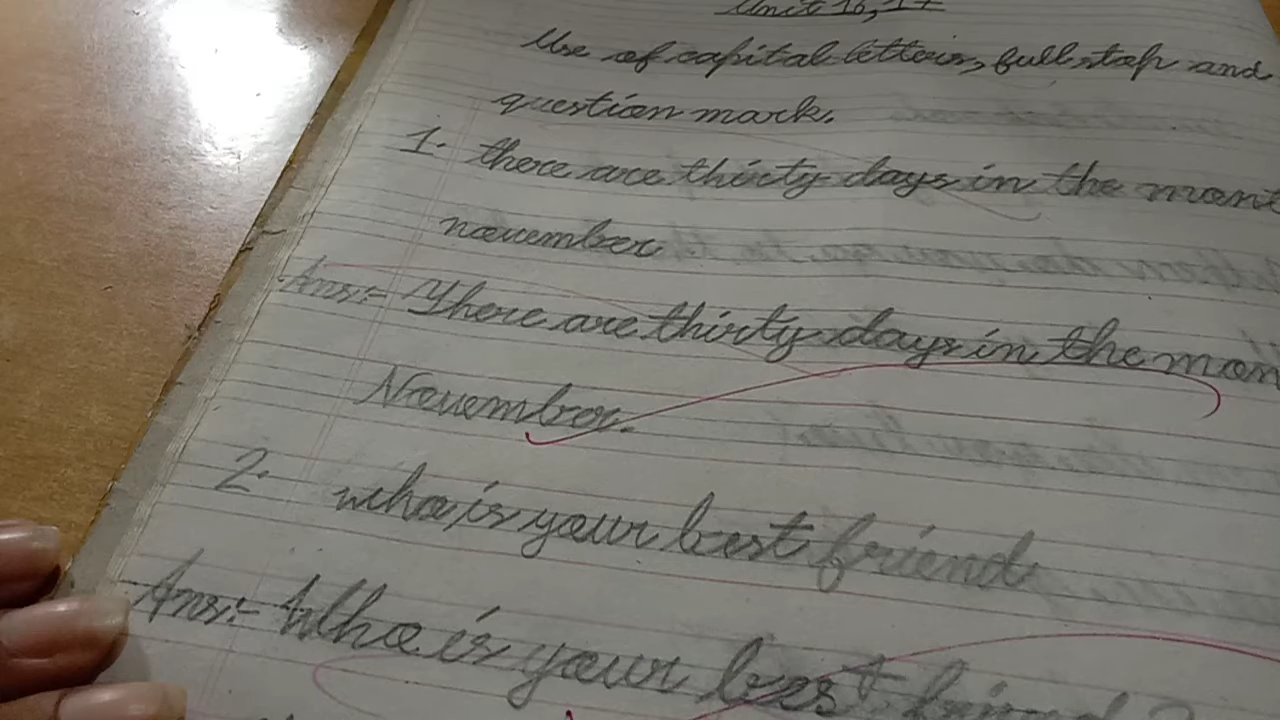 Unit 16, 17
Use of capital letters, full stop and
question mark.
1. there are thirty days in the mont
november
Ans:- There are thirty days in the mon
November.
2. who is your best friend
Ans:- Who is your best friend?